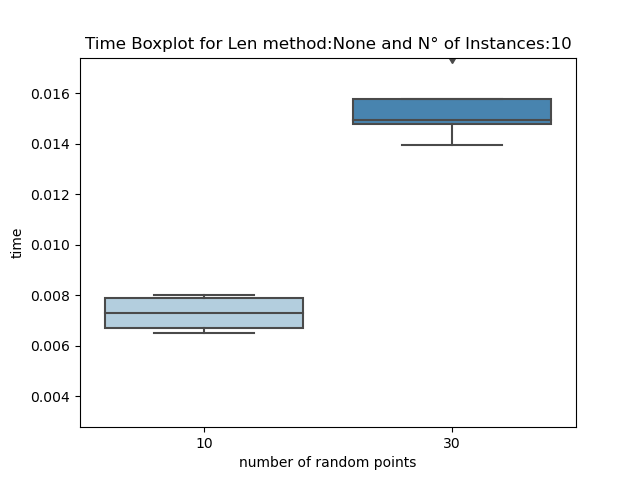 Time Boxplot for Len method:None and N° of Instances:10
0.016
0.014
0.012
0.010
0.008
0.006
0.004
time
10 30
number of random points